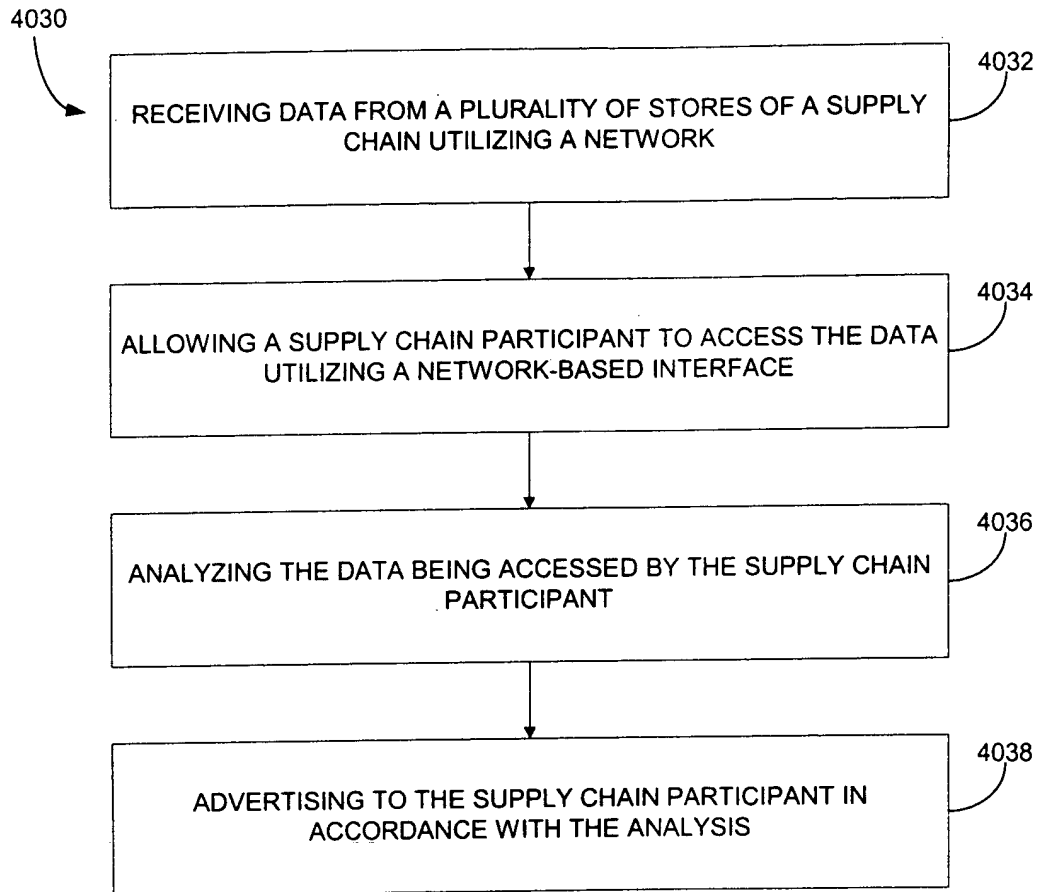 4030
4032
RECEIVING DATA FROM A PLURALITY OF STORES OF A SUPPLY
CHAIN UTILIZING A NETWORK
4034
ALLOWING A SUPPLY CHAIN PARTICIPANT TO ACCESS THE DATA
UTILIZING A NETWORK-BASED INTERFACE
4036
ANALYZING THE DATA BEING ACCESSED BY THE SUPPLY CHAIN
PARTICIPANT
4038
ADVERTISING TO THE SUPPLY CHAIN PARTICIPANT IN
ACCORDANCE WITH THE ANALYSIS